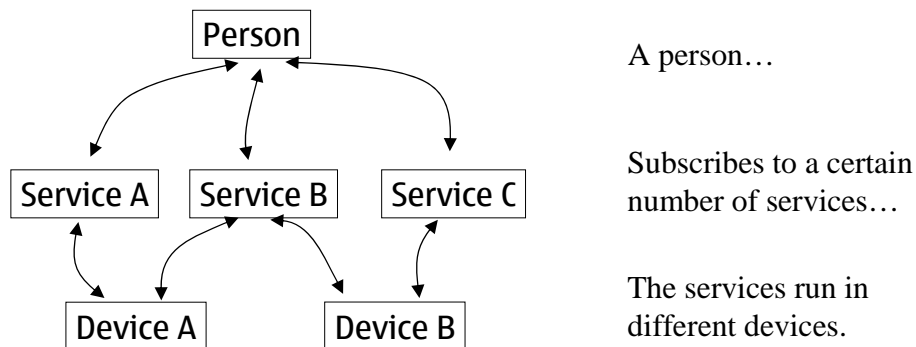 Person
A person…
Service A
Service B
Service C
Subscribes to a certain
number of services…
Device A
Device B
The services run in
different devices.